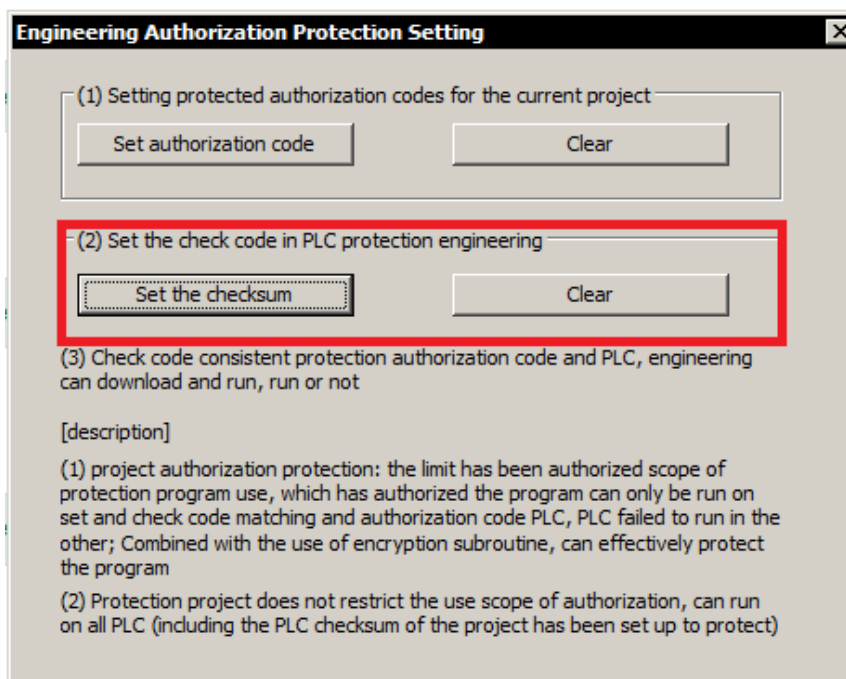 Engineering Authorization Protection Setting
(1) Setting protected authorization codes for the current project
Set authorization code
Clear
(2) Set the check code in PLC protection engineering
Set the checksum
Clear
(3) Check code consistent protection authorization code and PLC, engineering
can download and run, run or not
[description]
(1) project authorization protection: the limit has been authorized scope of
protection program use, which has authorized the program can only be run on
set and check code matching and authorization code PLC, PLC failed to run in the
other; Combined with the use of encryption subroutine, can effectively protect
the program
(2) Protection project does not restrict the use scope of authorization, can run
on all PLC (including the PLC checksum of the project has been set up to protect)